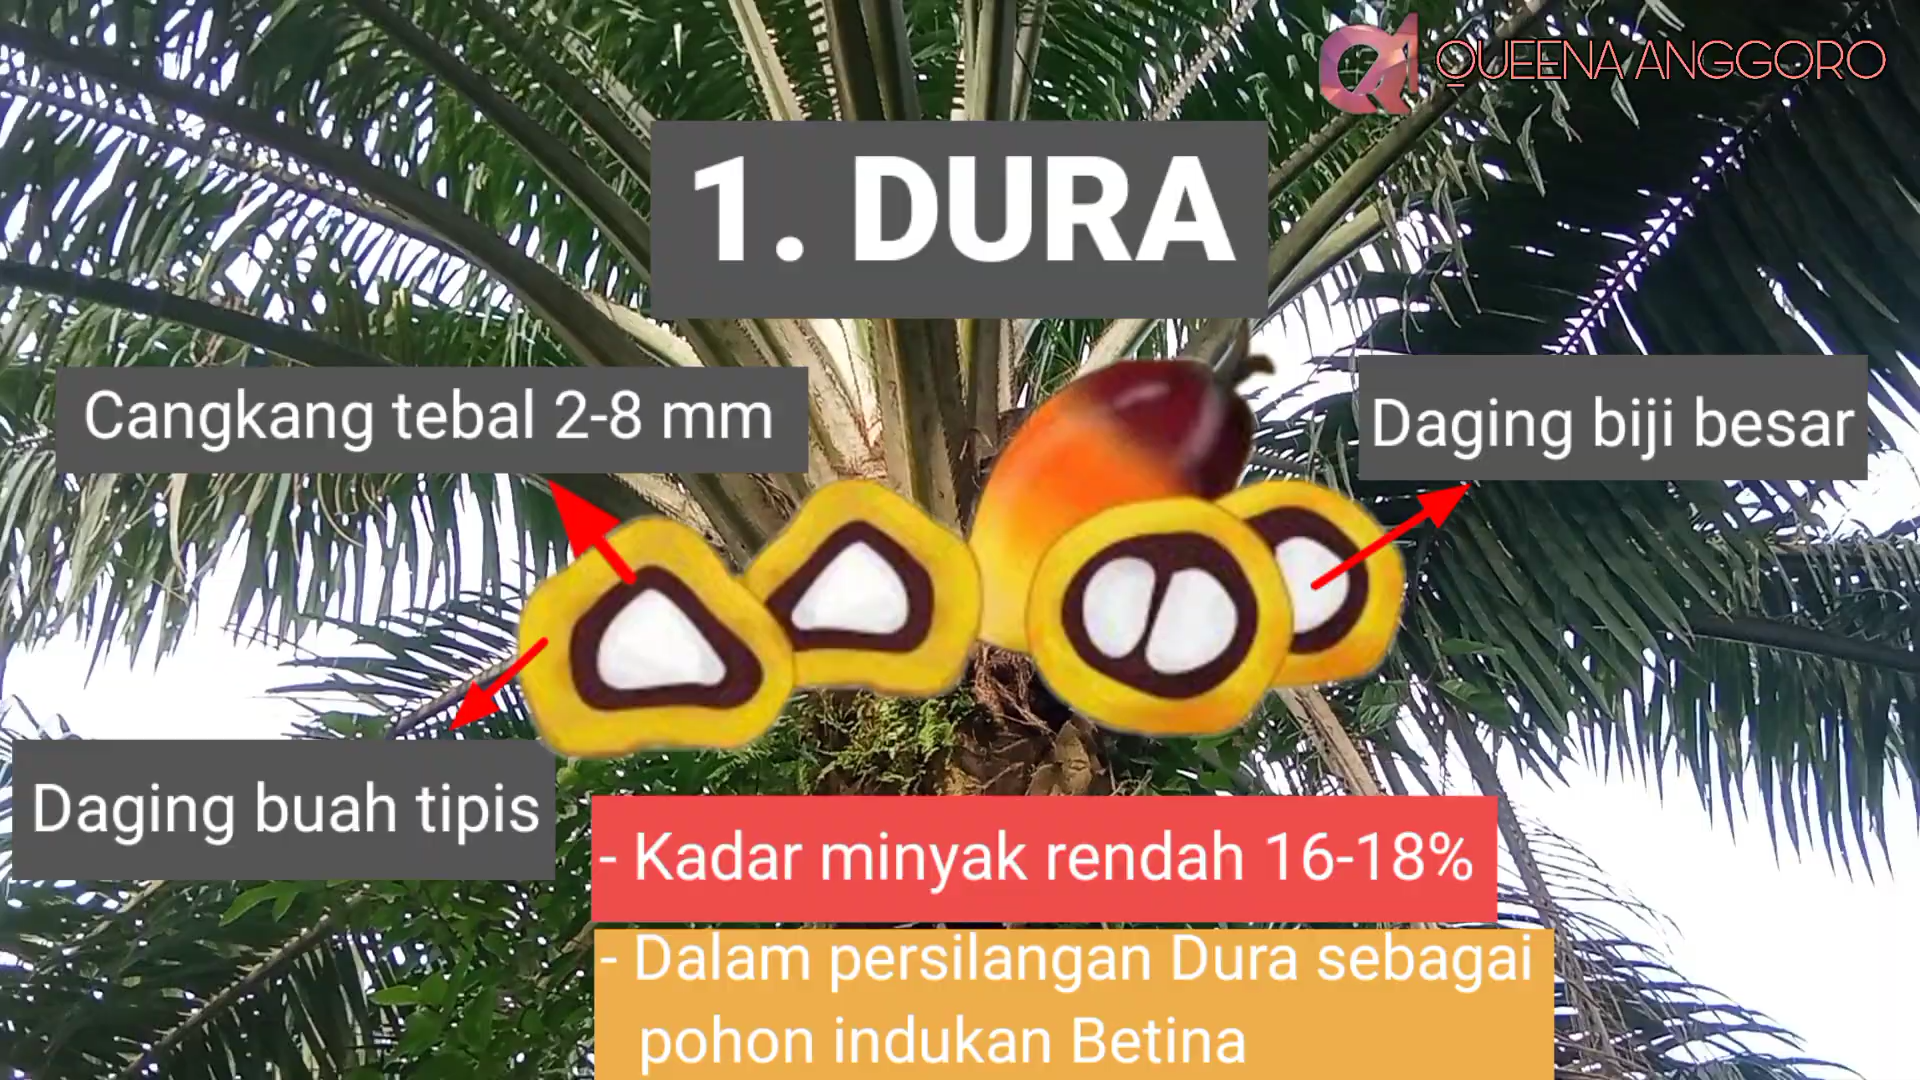 QUEENA ANGGORO
1. DURA
Cangkang tebal 2-8 mm
Daging biji besar
Daging buah tipis
- Kadar minyak rendah 16-18%
- Dalam persilangan Dura sebagai
pohon indukan Betina